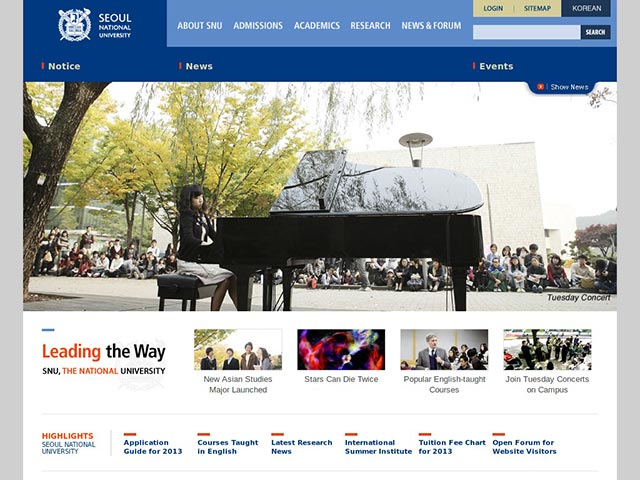 SEOUL
NATIONAL
UNIVERSITY
ABOUT SNU ADMISSIONS ACADEMICS RESEARCH NEWS & FORUM
LOGIN SITEMAP KOREAN
SEARCH
Notice News Events
Show News
Tuesday Concert
Leading the Way
SNU, THE NATIONAL UNIVERSITY
New Asian Studies
Major Launched
Stars Can Die Twice
Popular English-taught
Courses
Join Tuesday Concerts
on Campus
HIGHLIGHTS
SEOUL NATIONAL
UNIVERSITY
Application
Guide for 2013
Courses Taught
in English
Latest Research
News
International
Summer Institute
Tuition Fee Chart
for 2013
Open Forum for
Website Visitors